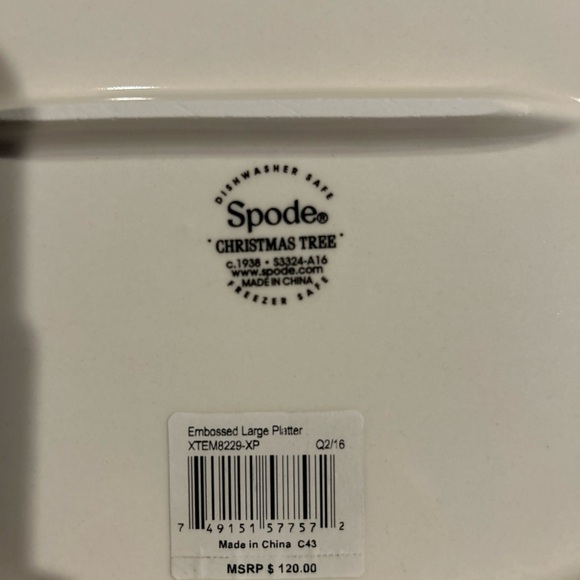 DISHWASHER SAFE
Spode®
CHRISTMAS TREE
c.1938 • S3324-A16
www.spode.com
MADE IN CHINA
FREEZER SAFE
Embossed Large Platter
XTEM8229-XP Q2/16
7 49151 57757 2
Made in China C43
MSRP $ 120.00